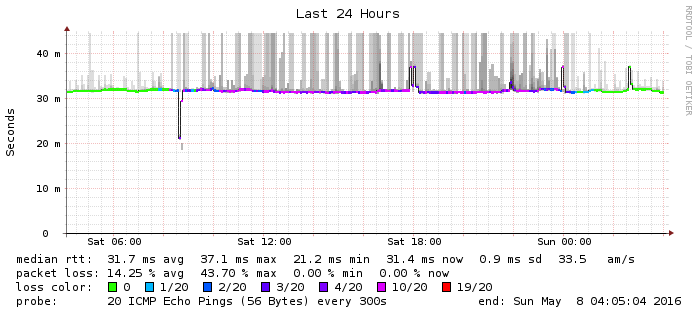 Last 24 Hours
RRDTOOL / TOBI OETIKER
Seconds
40 m
30 m
20 m
10 m
0
Sat 06:00 Sat 12:00 Sat 18:00 Sun 00:00
median rtt: 31.7 ms avg 37.1 ms max 21.2 ms min 31.4 ms now 0.9 ms sd 33.5 am/s
packet loss: 14.25 % avg 43.70 % max 0.00 % min 0.00 % now
loss color: 0 1/20 2/20 3/20 4/20 10/20 19/20
probe: 20 ICMP Echo Pings (56 Bytes) every 300s end: Sun May 8 04:05:04 2016